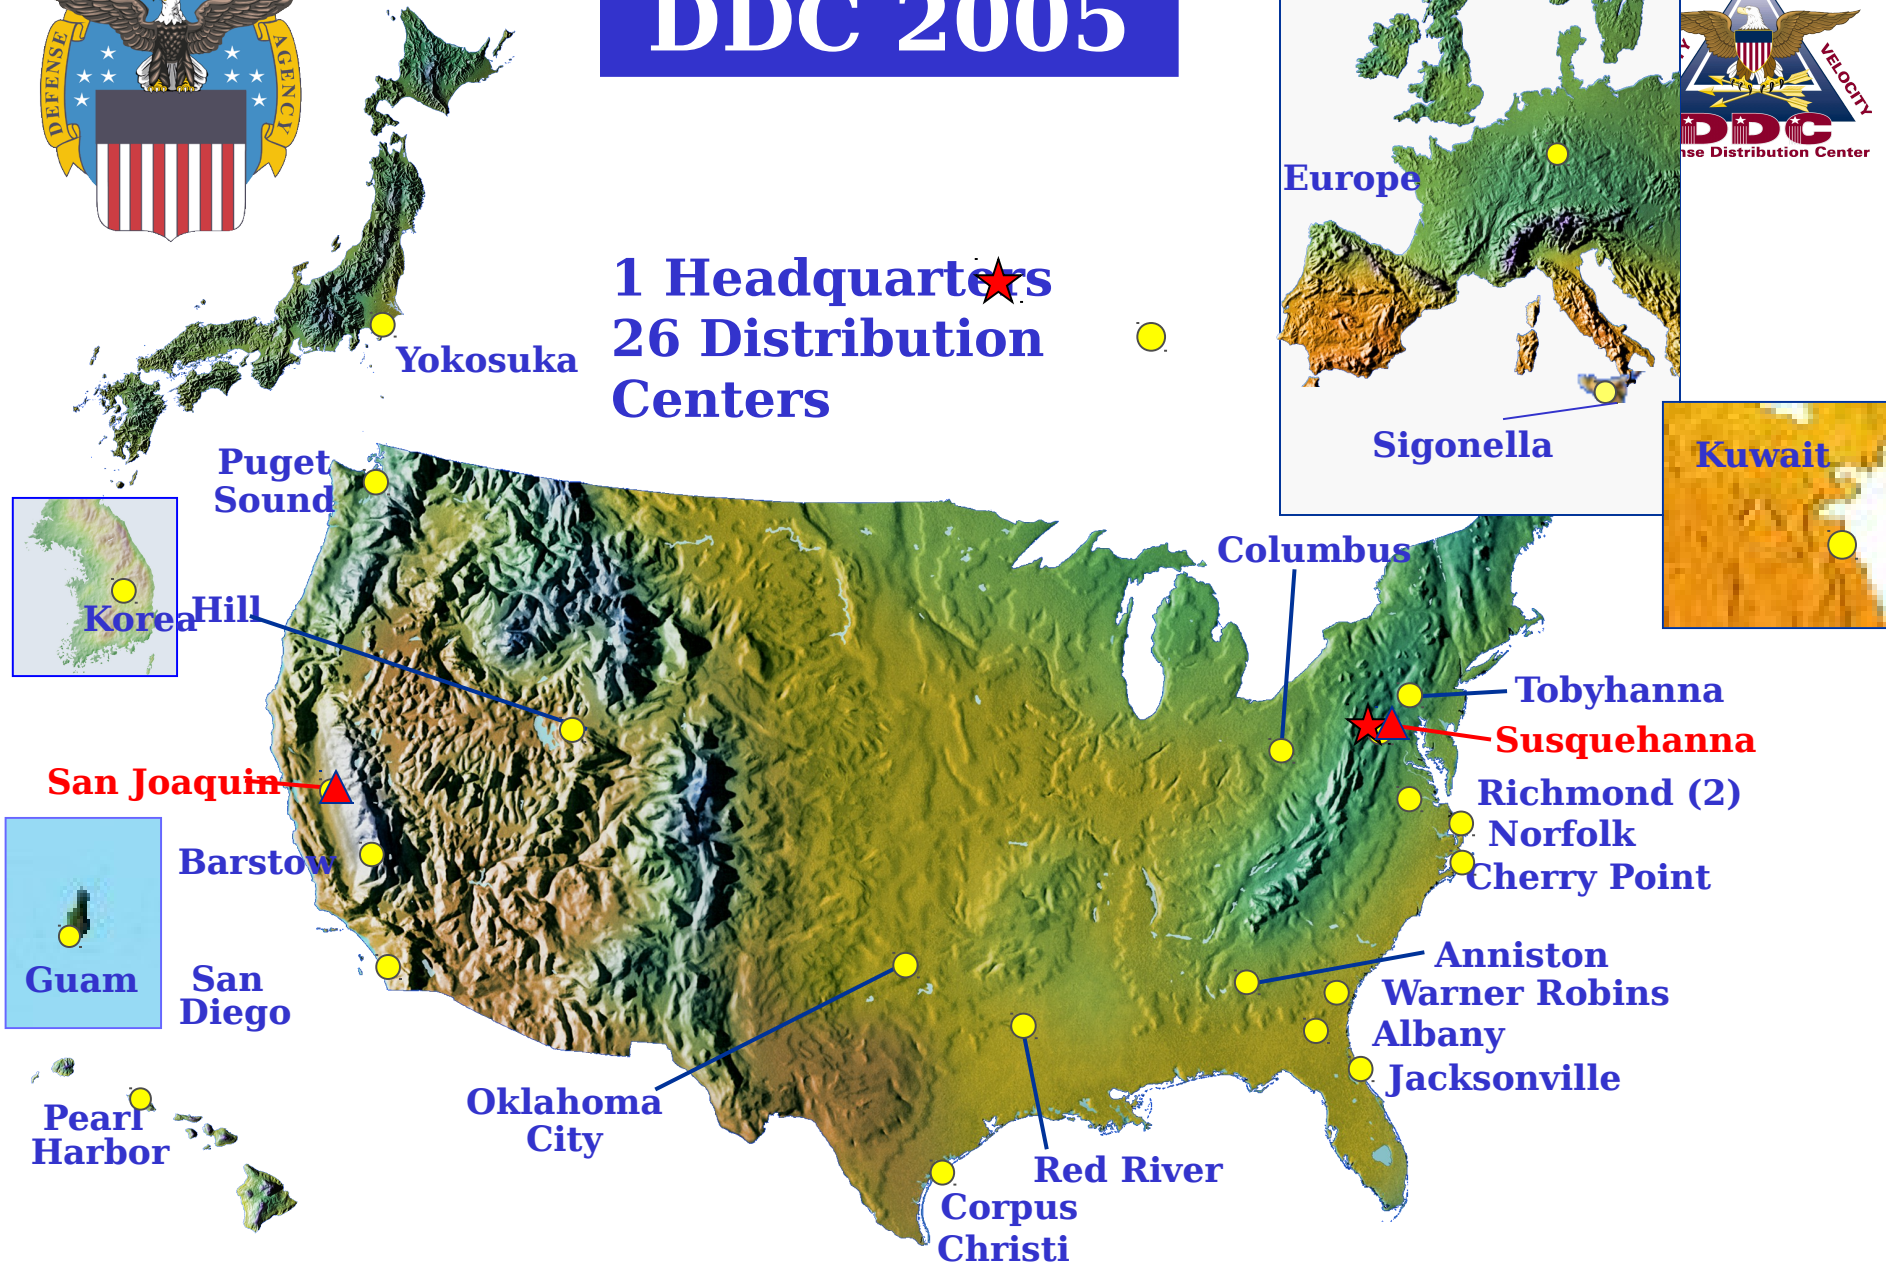 DDC 2005
DEFENSE
AGENCY
VELOCITY
DDC
nse Distribution Center
Europe
1 Headquarters
26 Distribution
Centers
Yokosuka
Sigonella
Kuwait
Puget
Sound
Columbus
Korea
Hill
Tobyhanna
Susquehanna
San Joaquin
Richmond (2)
Norfolk
Barstow
Cherry Point
Anniston
Guam
San
Diego
Warner Robins
Albany
Jacksonville
Oklahoma
City
Pearl
Harbor
Red River
Corpus
Christi